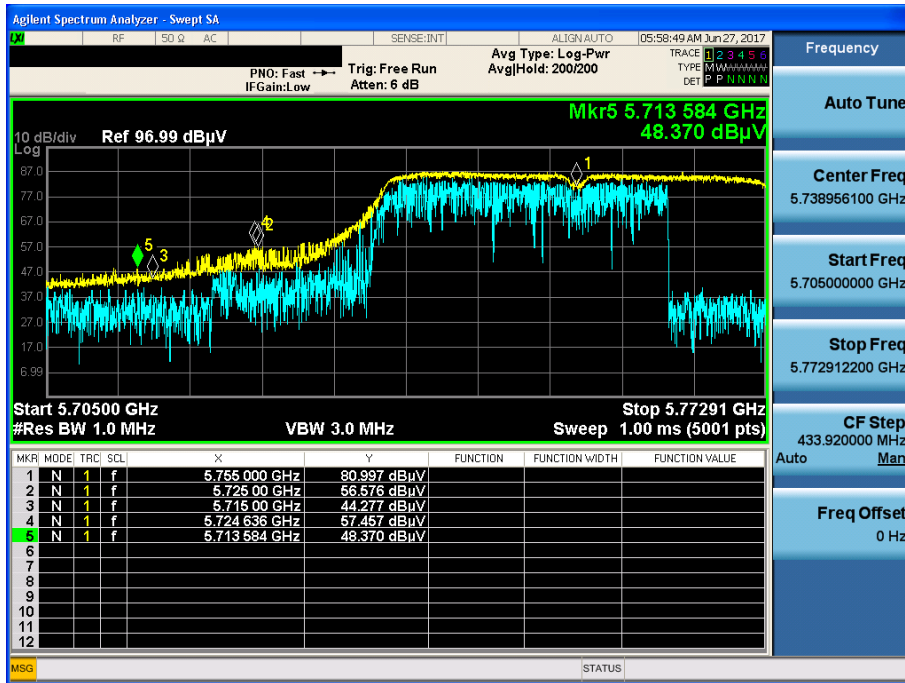 Agilent Spectrum Analyzer - Swept SA
LXI RF 50 Ω AC SENSE:INT ALIGN AUTO 05:58:49 AM Jun 27, 2017
PNO: Fast
IFGain:Low
Trig: Free Run
Atten: 6 dB
Avg Type: Log-Pwr
Avg|Hold: 200/200
TRACE 1 2 3 4 5 6
TYPE M W W W W W
DET P P N N N N
Mkr5 5.713 584 GHz
48.370 dBµV
10 dB/div Ref 96.99 dBµV
Log
87.0
77.0
67.0
57.0
47.0
37.0
27.0
17.0
6.99
1
4 2
5
3
Start 5.70500 GHz Stop 5.77291 GHz
#Res BW 1.0 MHz VBW 3.0 MHz Sweep 1.00 ms (5001 pts)
MKR MODE TRC SCL X Y FUNCTION FUNCTION WIDTH FUNCTION VALUE
1 N 1 f 5.755 000 GHz 80.997 dBµV
2 N 1 f 5.725 00 GHz 56.576 dBµV
3 N 1 f 5.715 00 GHz 44.277 dBµV
4 N 1 f 5.724 636 GHz 57.457 dBµV
5 N 1 f 5.713 584 GHz 48.370 dBµV
6
7
8
9
10
11
12
MSG STATUS
Frequency
Auto Tune
Center Freq
5.738956100 GHz
Start Freq
5.705000000 GHz
Stop Freq
5.772912200 GHz
CF Step
433.920000 MHz
Auto Man
Freq Offset
0 Hz